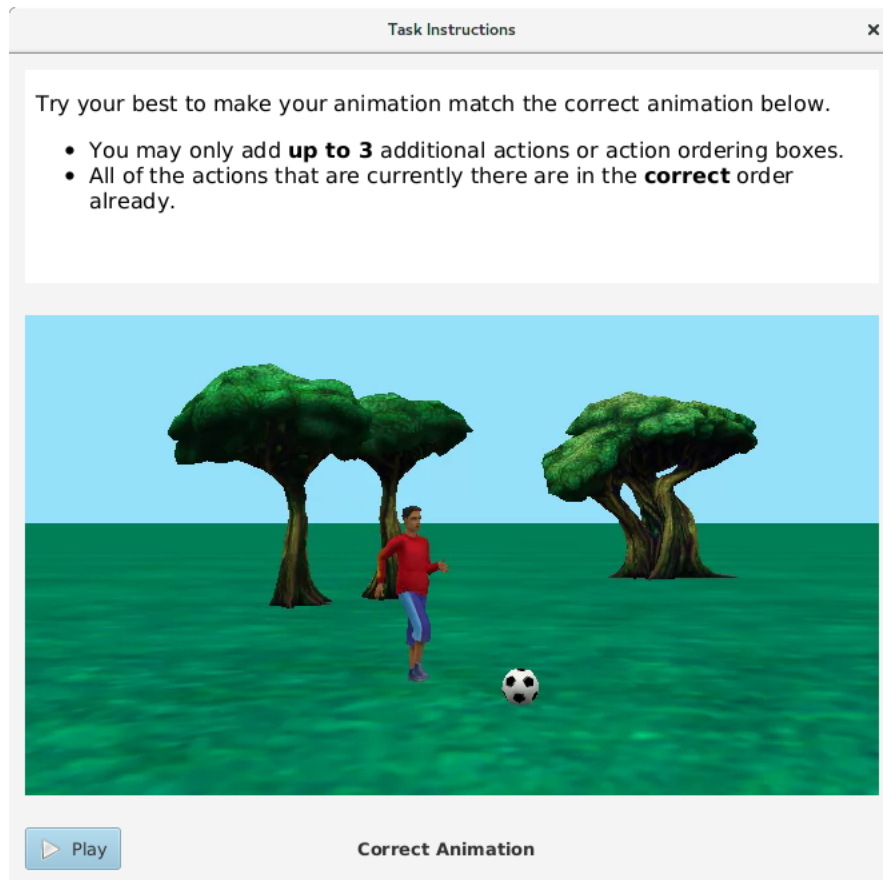 Task Instructions
Try your best to make your animation match the correct animation below.
• You may only add up to 3 additional actions or action ordering boxes.
• All of the actions that are currently there are in the correct order
already.
Play
Correct Animation